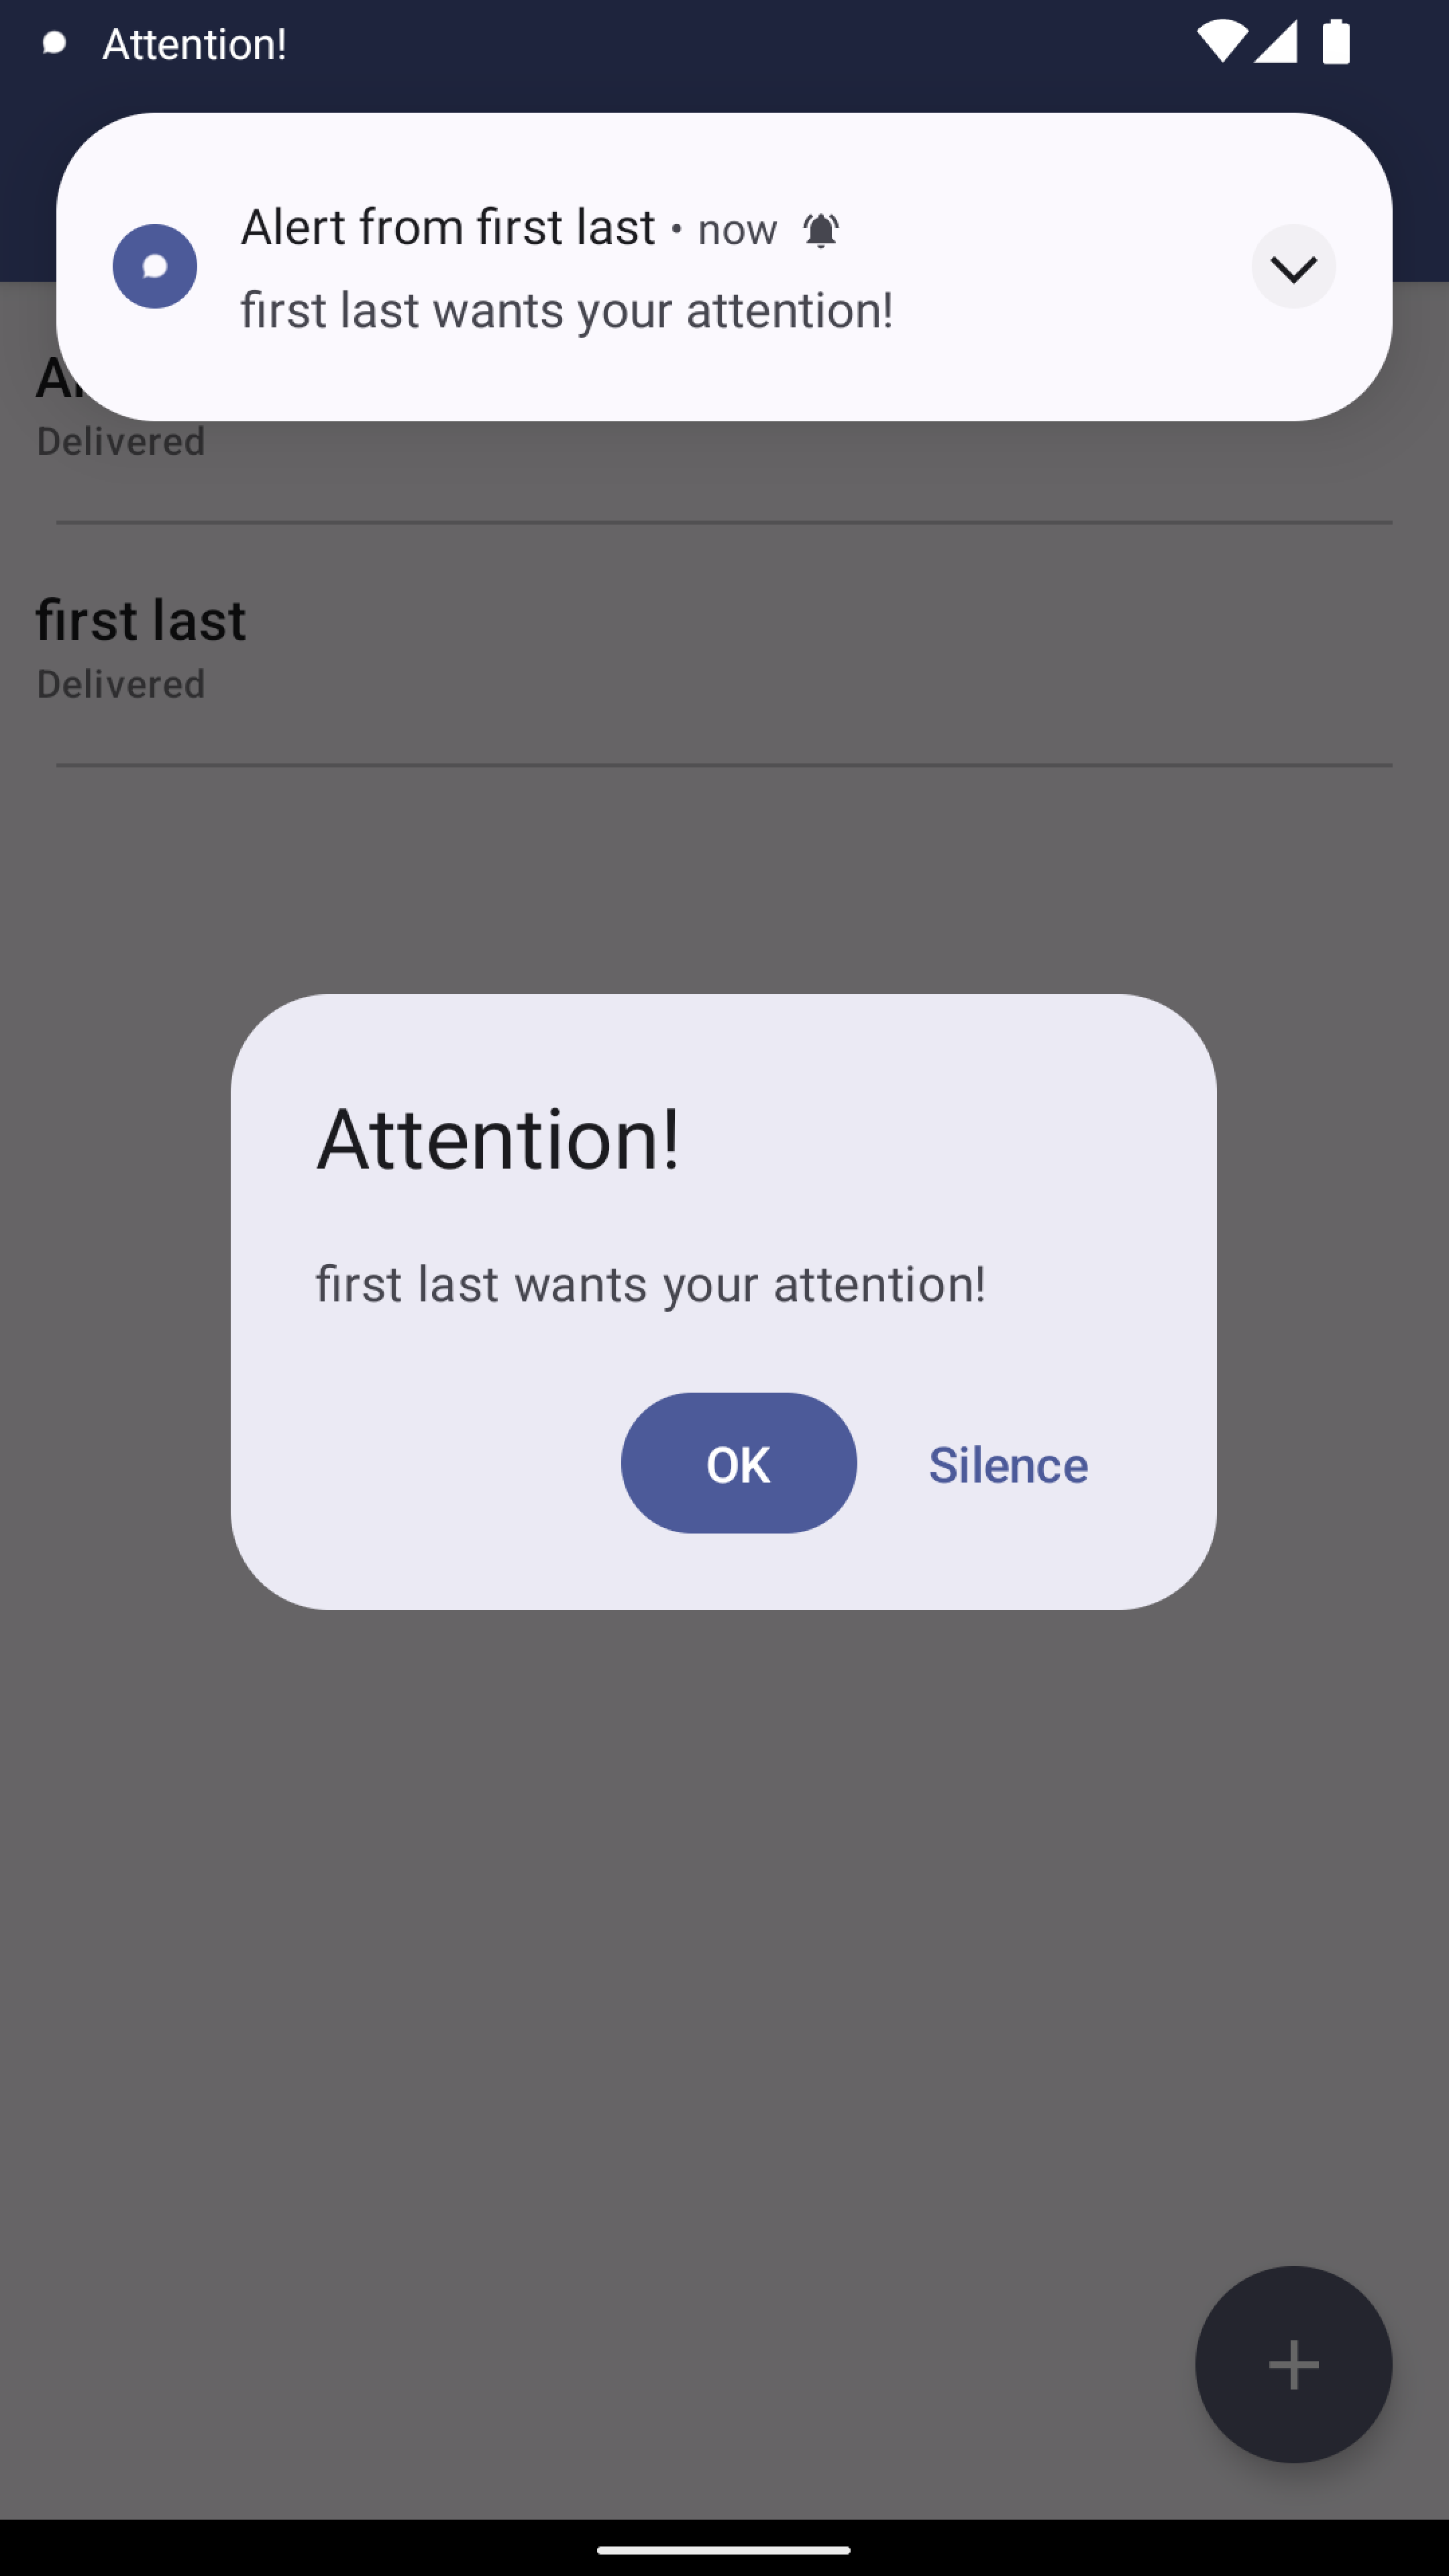 Attention!
Alert from first last • now
first last wants your attention!
Delivered
first last
Delivered
Attention!
first last wants your attention!
OK
Silence